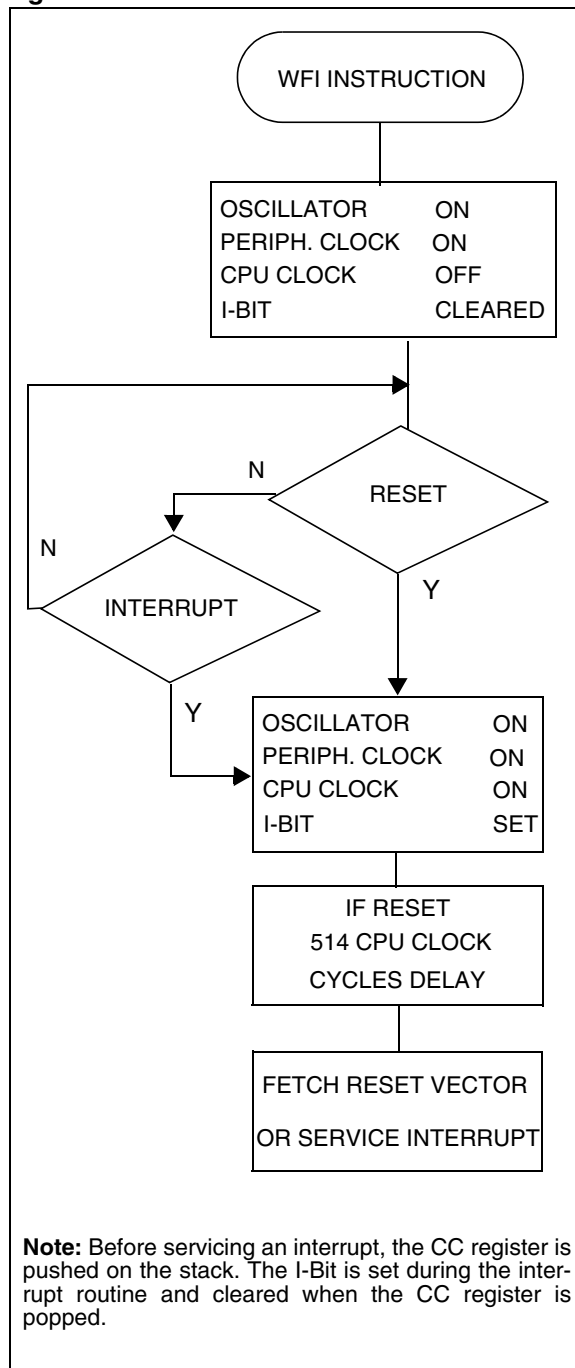 WFI INSTRUCTION
OSCILLATOR ON
PERIPH. CLOCK ON
CPU CLOCK OFF
I-BIT CLEARED
N
RESET
N
Y
INTERRUPT
Y
OSCILLATOR ON
PERIPH. CLOCK ON
CPU CLOCK ON
I-BIT SET
IF RESET
514 CPU CLOCK
CYCLES DELAY
FETCH RESET VECTOR
OR SERVICE INTERRUPT
Note: Before servicing an interrupt, the CC register is
pushed on the stack. The I-Bit is set during the inter-
rupt routine and cleared when the CC register is
popped.